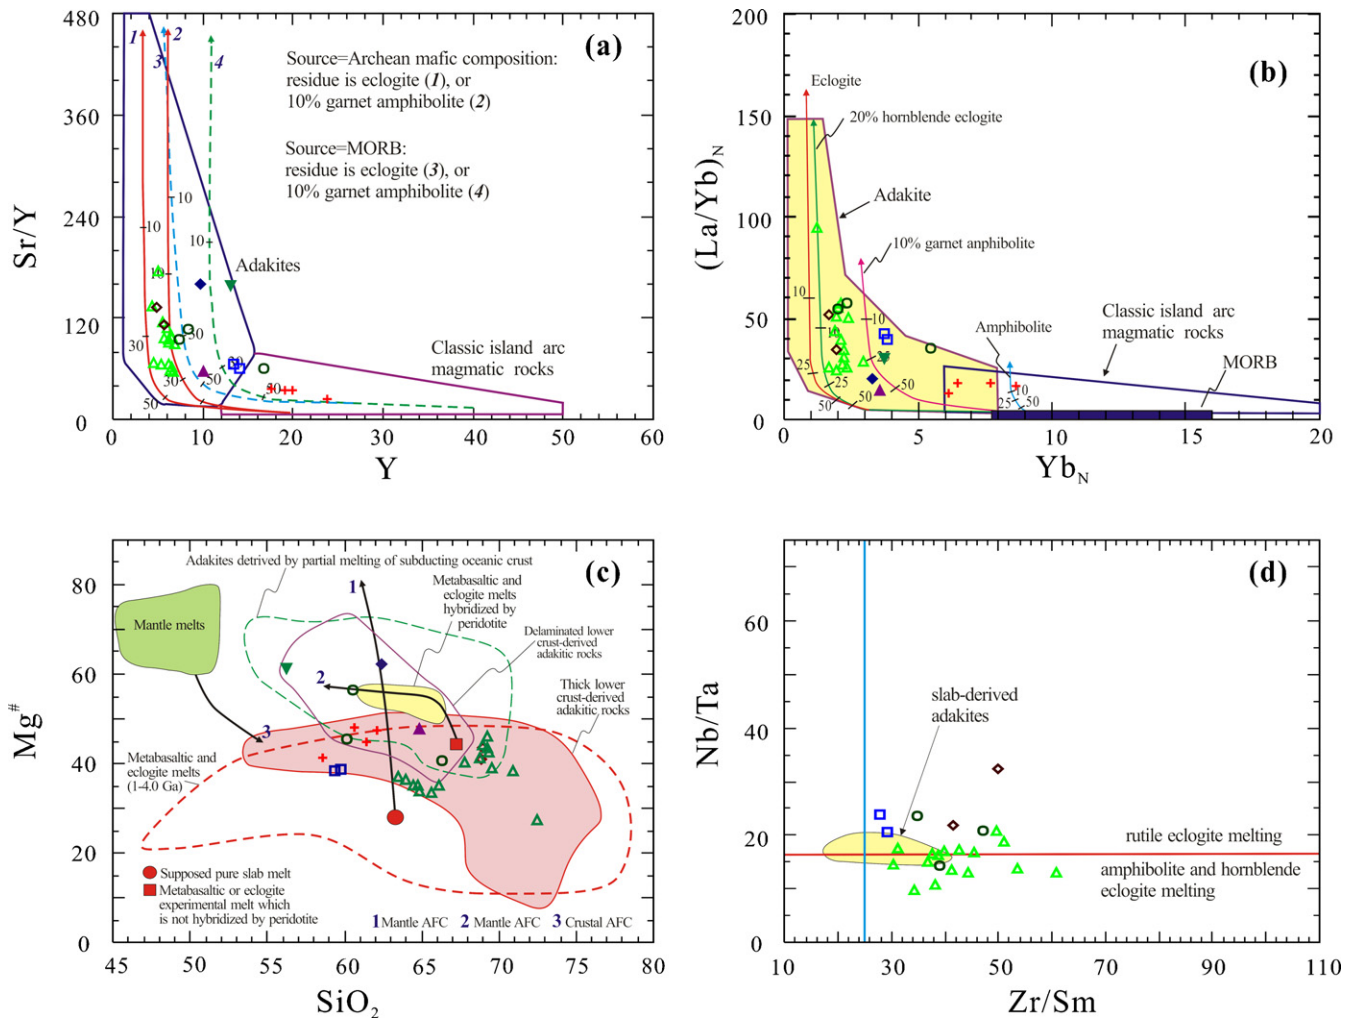 (a)
Sr/Y
480
360
240
120
0
0
10
20
30
40
50
60
Y
1
2
3
4
Source=Archean mafic composition:
residue is eclogite (1), or
10% garnet amphibolite (2)
Source=MORB:
residue is eclogite (3), or
10% garnet amphibolite (4)
Adakites
Classic island arc
magmatic rocks
10
10
10
10
30
30
30
50
50
(b)
(La/Yb)N
200
150
100
50
0
0
5
10
15
20
YbN
Eclogite
20% hornblende eclogite
Adakite
10% garnet anphibolite
Amphibolite
Classic island arc
magmatic rocks
MORB
10
10
10
10
25
25
25
25
50
50
50
50
(c)
Mg#
80
60
40
20
0
45
50
55
60
65
70
75
80
SiO2
Adakites detrived by partial melting of subducting oceanic crust
Metabasaltic and
eclogite melts
hybridized by
peridotite
Delaminated lower
crust-derived
adakitic rocks
Thick lower
crust-derived
adakitic rocks
Mantle melts
1
2
3
Metabasaltic and
eclogite melts
(1-4.0 Ga)
Supposed pure slab melt
Metabasaltic or eclogite
experimental melt which
is not hybridized by peridotite
1 Mantle AFC 2 Mantle AFC 3 Crustal AFC
(d)
Nb/Ta
60
40
20
0
10
30
50
70
90
110
Zr/Sm
slab-derived
adakites
rutile eclogite melting
amphibolite and hornblende
eclogite melting